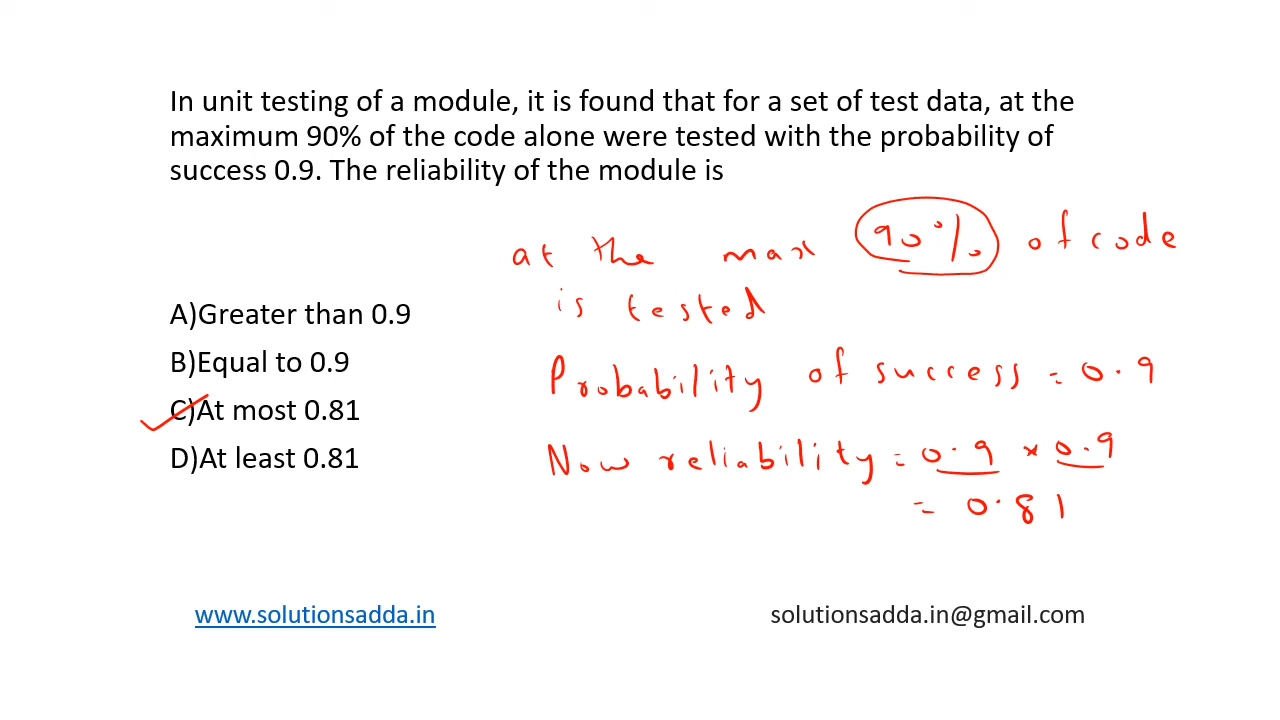 In unit testing of a module, it is found that for a set of test data, at the
maximum 90% of the code alone were tested with the probability of
success 0.9. The reliability of the module is
at the max 90% of code
is tested
A)Greater than 0.9
B)Equal to 0.9
Probability of success = 0.9
C)At most 0.81
D)At least 0.81
Now reliability = 0.9 x 0.9
= 0.81
www.solutionsadda.in
solutionsadda.in@gmail.com